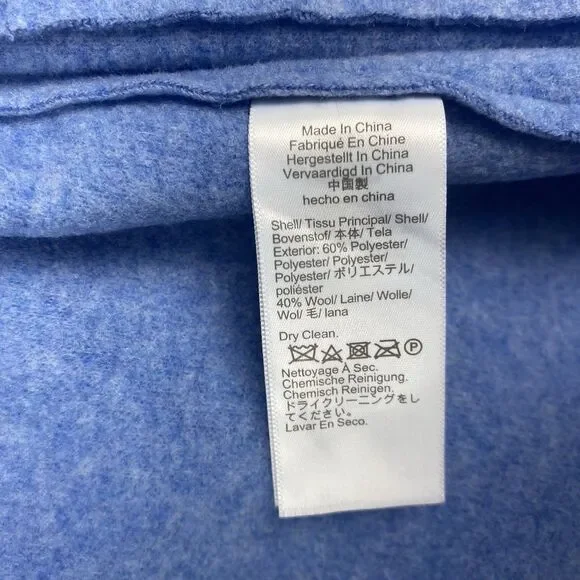 Made In China
Fabriqué En Chine
Hergestellt In China
Vervaardigd In China
中国製
hecho en china
Shell/ Tissu Principal/ Shell/
Bovenstof/ 本体/ Tela
Exterior: 60% Polyester/
Polyester/ Polyester/
Polyester/ ポリエステル/
poliéster
40% Wool/ Laine/ Wolle/
Wol/ 毛/ lana
Dry Clean.
P
Nettoyage À Sec.
Chemische Reinigung.
Chemisch Reinigen.
ドライクリーニングをし
てください。
Lavar En Seco.